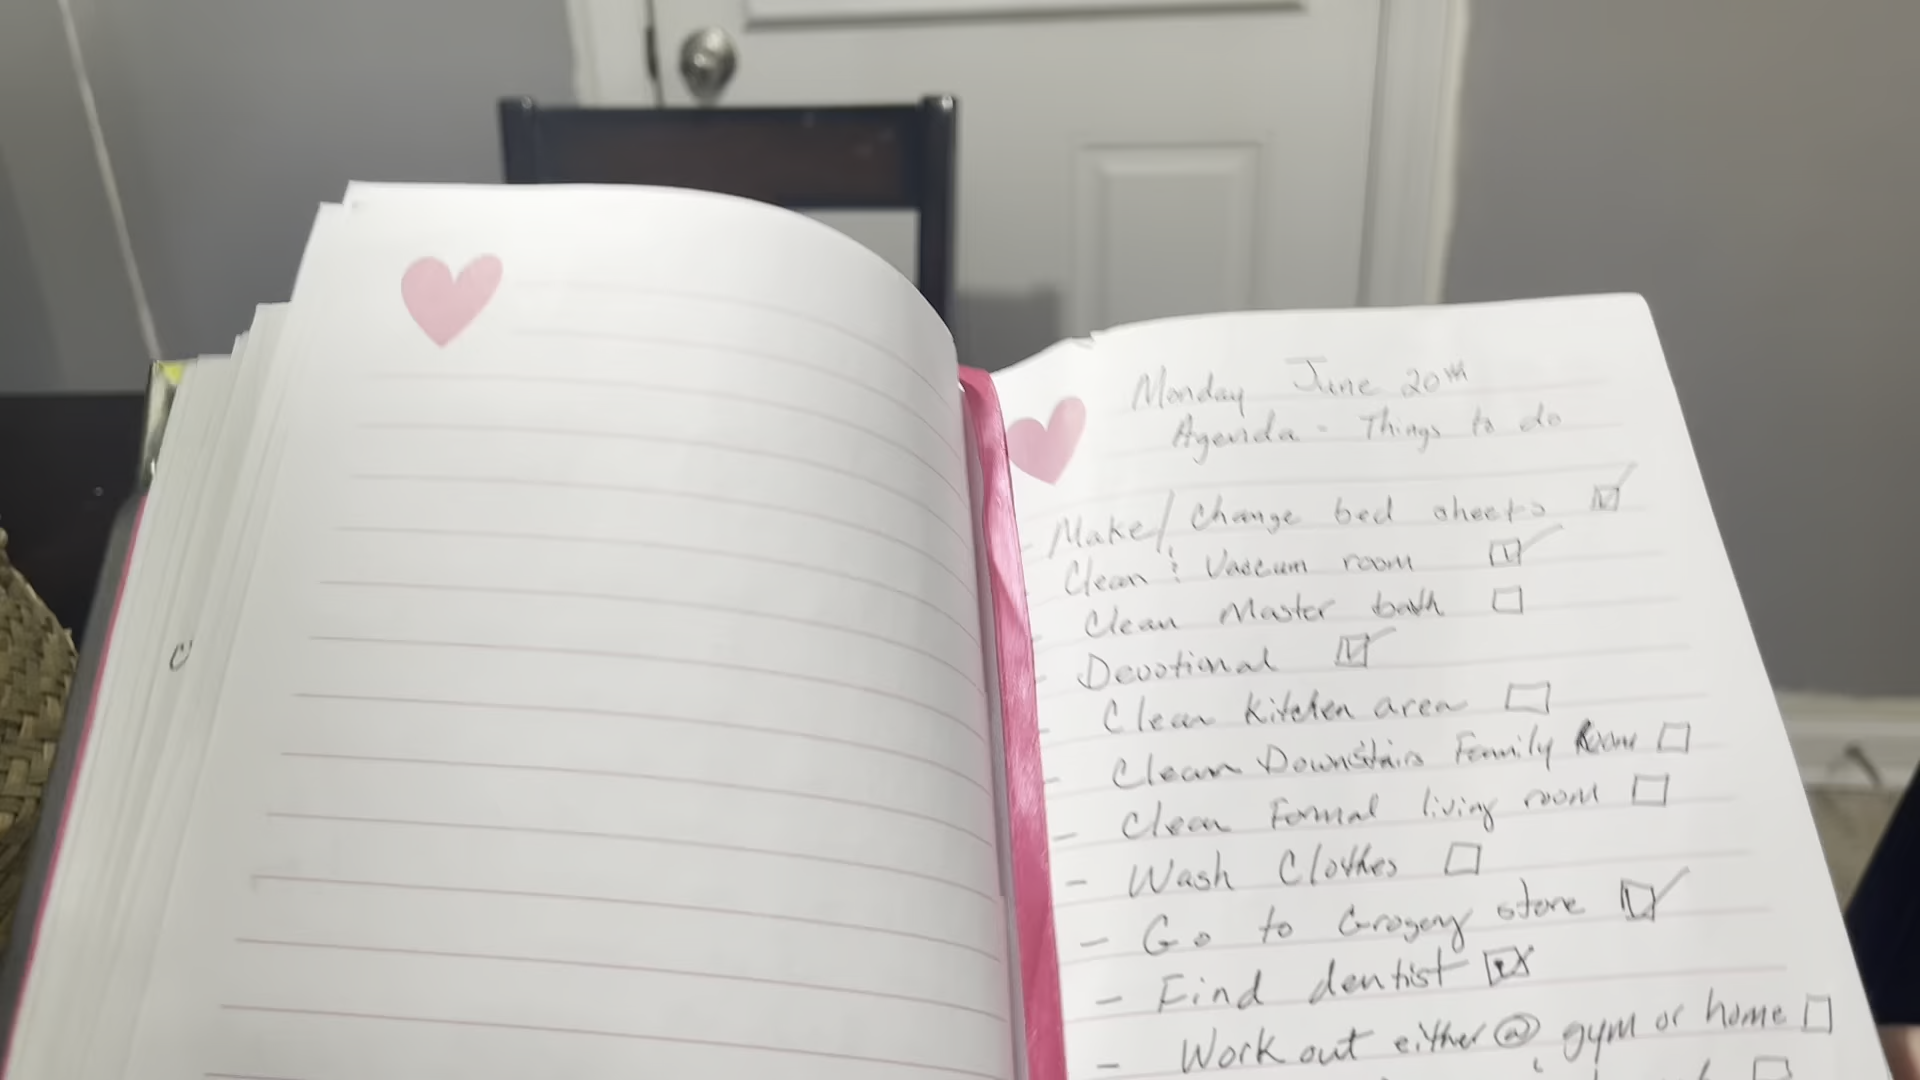 Monday June 20th
Agenda - Things to do
- Make/Change bed sheets ☑
- Clean & Vaccum room ☑
- Clean Master bath ☐
- Devotional ☑
- Clean Kitchen area ☐
- Clean Downstairs Family Room ☐
- Clean Formal living room ☐
- Wash Clothes ☐
- Go to Grogery store ☑
- Find dentist ☒
- Work out either @ gym or home ☐